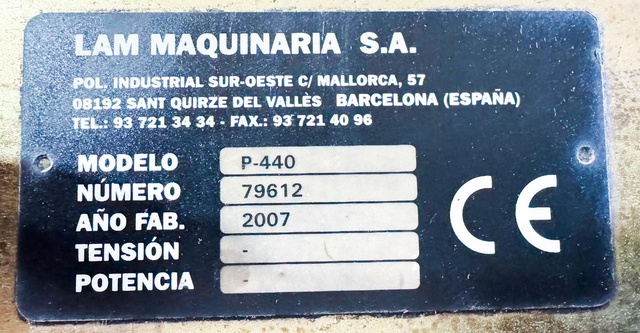 LAM MAQUINARIA S.A.
POL. INDUSTRIAL SUR-OESTE C/ MALLORCA, 57
08192 SANT QUIRZE DEL VALLÈS BARCELONA (ESPAÑA)
TEL.: 93 721 34 34 - FAX.: 93 721 40 96
MODELO P-440
NÚMERO 79612
AÑO FAB. 2007
TENSIÓN -
POTENCIA
CE